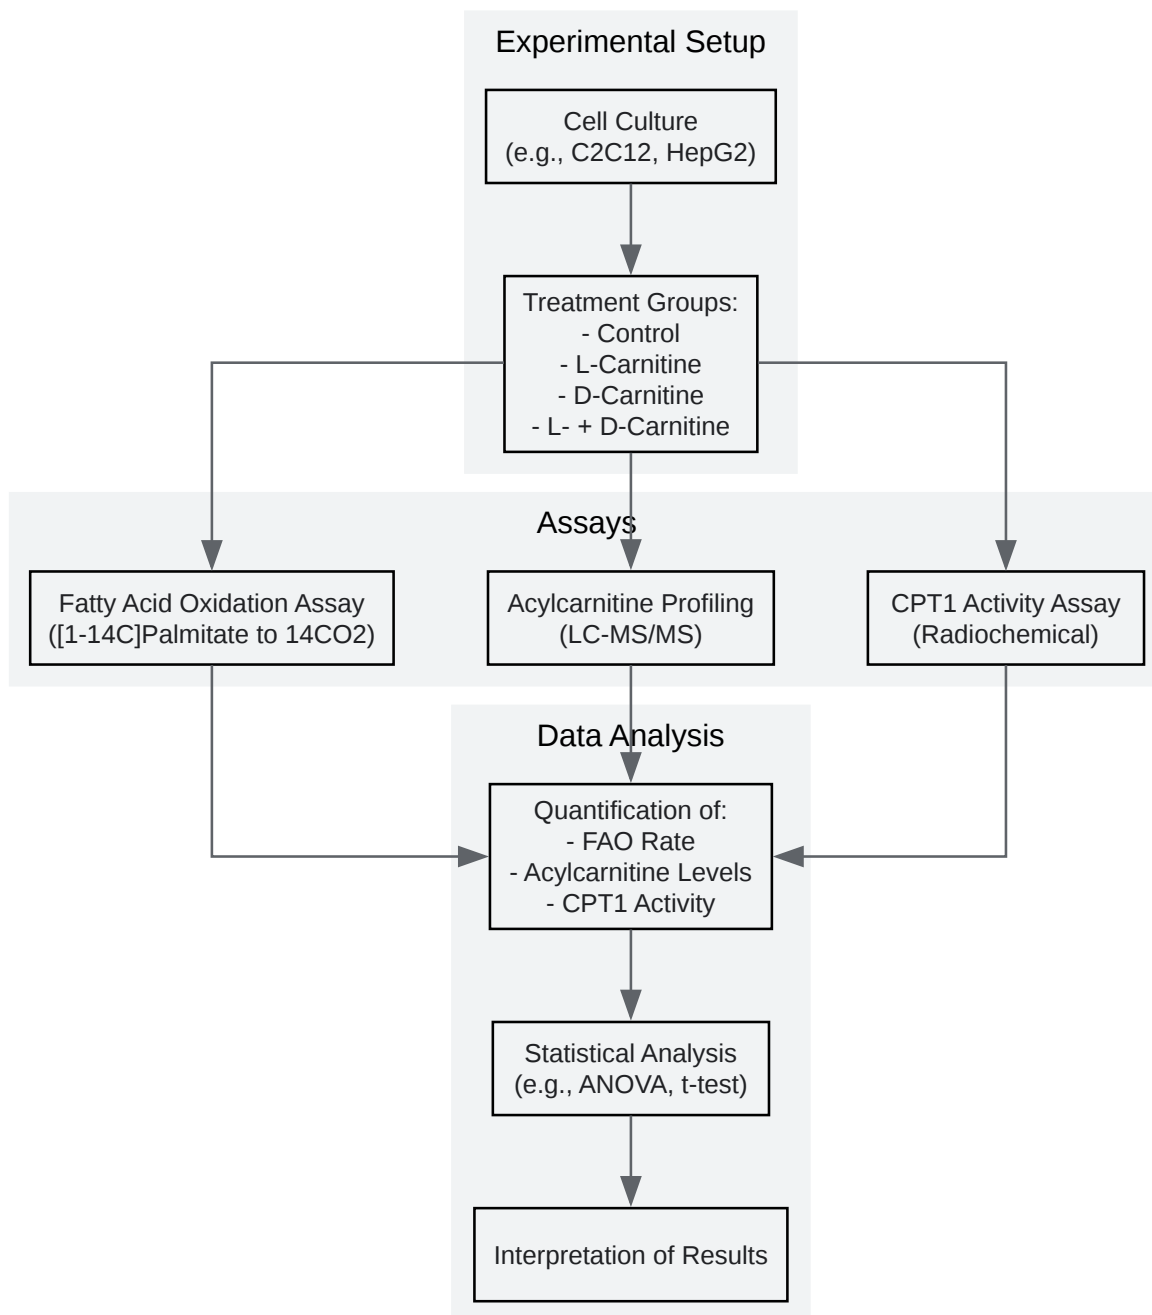 Experimental Setup
Cell Culture
(e.g., C2C12, HepG2)
Treatment Groups:
- Control
- L-Carnitine
- D-Carnitine
- L- + D-Carnitine
Assays
Fatty Acid Oxidation Assay
([1-14C]Palmitate to 14CO2)
Acylcarnitine Profiling
(LC-MS/MS)
CPT1 Activity Assay
(Radiochemical)
Data Analysis
Quantification of:
- FAO Rate
- Acylcarnitine Levels
- CPT1 Activity
Statistical Analysis
(e.g., ANOVA, t-test)
Interpretation of Results